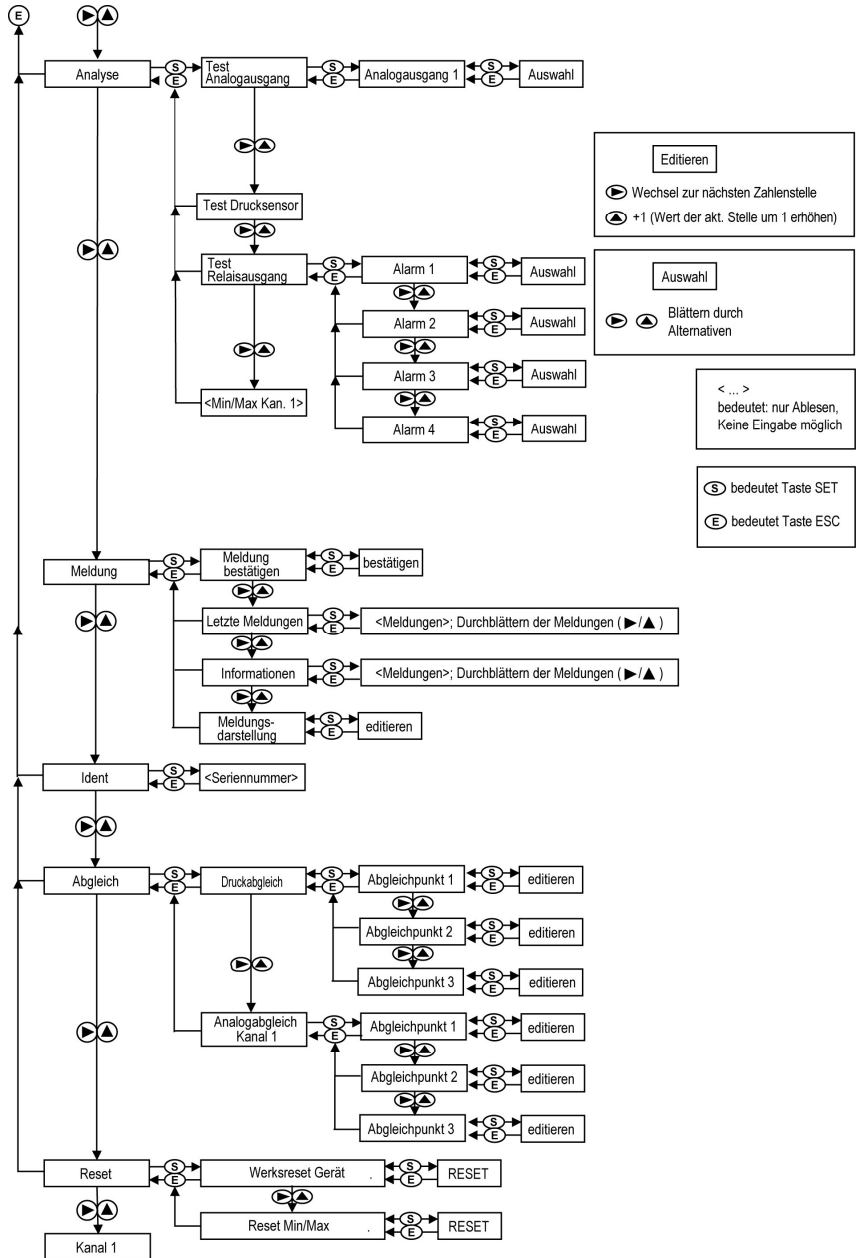 E
Analyse
S
E
Test
Analogausgang
S
E
Analogausgang 1
S
E
Auswahl
Editieren
Wechsel zur nächsten Zahlenstelle
+1 (Wert der akt. Stelle um 1 erhöhen)
Test Drucksensor
Test
Relaisausgang
S
E
Alarm 1
S
E
Auswahl
Auswahl
Blättern durch
Alternativen
Alarm 2
S
E
Auswahl
Alarm 3
S
E
Auswahl
<Min/Max Kan. 1>
Alarm 4
S
E
Auswahl
< ... >
bedeutet: nur Ablesen,
Keine Eingabe möglich
S bedeutet Taste SET
E bedeutet Taste ESC
Meldung
S
E
Meldung
bestätigen
S
E
bestätigen
Letzte Meldungen
S
E
<Meldungen>; Durchblättern der Meldungen ( ▶/▲ )
Informationen
S
E
<Meldungen>; Durchblättern der Meldungen ( ▶/▲ )
Meldungs-
darstellung
S
E
editieren
Ident
S
E
<Seriennummer>
Abgleich
S
E
Druckabgleich
S
E
Abgleichpunkt 1
S
E
editieren
Abgleichpunkt 2
S
E
editieren
Abgleichpunkt 3
S
E
editieren
Analogabgleich
Kanal 1
S
E
Abgleichpunkt 1
S
E
editieren
Abgleichpunkt 2
S
E
editieren
Abgleichpunkt 3
S
E
editieren
Reset
S
E
Werksreset Gerät .
S
E
RESET
Reset Min/Max .
S
E
RESET
Kanal 1